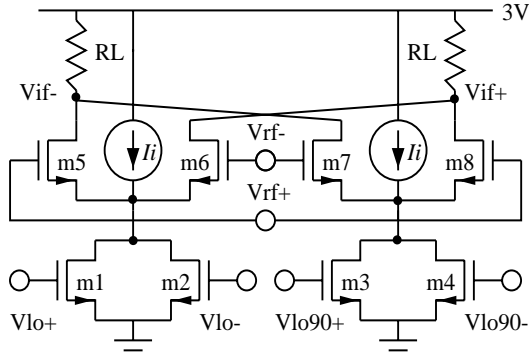 3V
RL RL
Vif- Vif+
Vrf-
m5 Ii m6 m7 Ii m8
Vrf+
m1 m2 m3 m4
Vlo+ Vlo- Vlo90+ Vlo90-